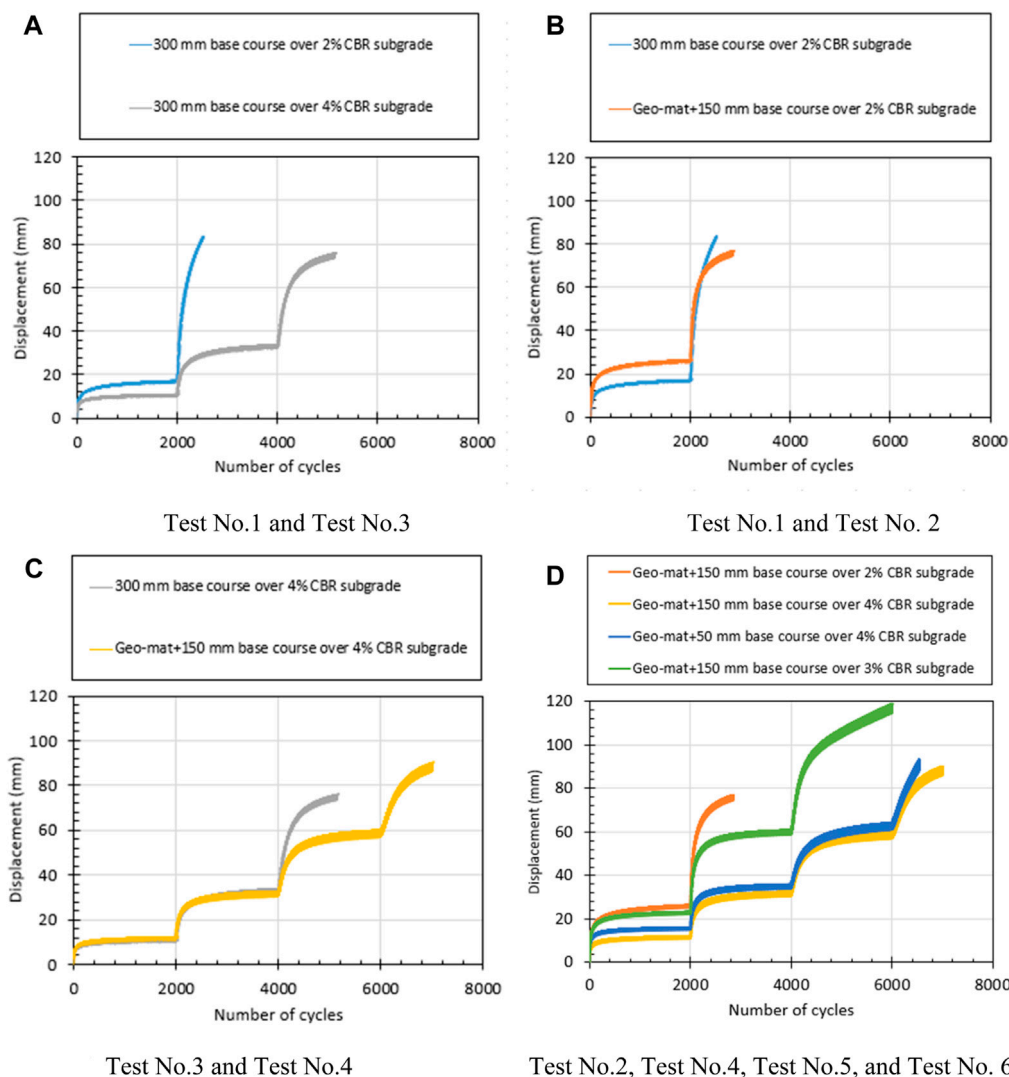 A
300 mm base course over 2% CBR subgrade
300 mm base course over 4% CBR subgrade
Displacement (mm)
120
100
80
60
40
20
0
0 2000 4000 6000 8000
Number of cycles
Test No.1 and Test No.3
B
300 mm base course over 2% CBR subgrade
Geo-mat+150 mm base course over 2% CBR subgrade
Displacement (mm)
120
100
80
60
40
20
0
0 2000 4000 6000 8000
Number of cycles
Test No.1 and Test No. 2
C
300 mm base course over 4% CBR subgrade
Geo-mat+150 mm base course over 4% CBR subgrade
Displacement (mm)
120
100
80
60
40
20
0
0 2000 4000 6000 8000
Number of cycles
Test No.3 and Test No.4
D
Geo-mat+150 mm base course over 2% CBR subgrade
Geo-mat+150 mm base course over 4% CBR subgrade
Geo-mat+50 mm base course over 4% CBR subgrade
Geo-mat+150 mm base course over 3% CBR subgrade
Displacement (mm)
120
100
80
60
40
20
0
0 2000 4000 6000 8000
Number of cycles
Test No.2, Test No.4, Test No.5, and Test No. 6